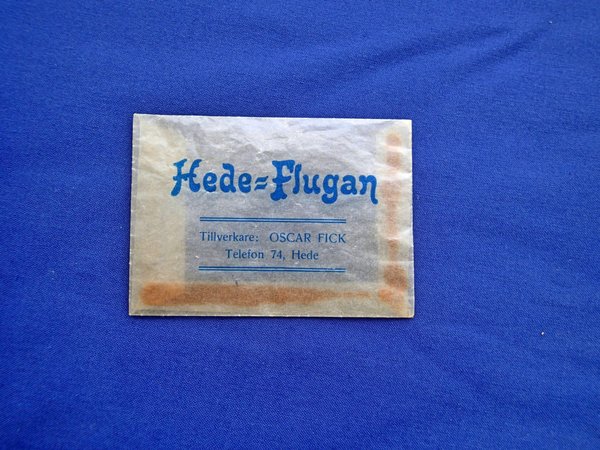 Hede=Flugan
Tillverkare: OSCAR FICK
Telefon 74, Hede